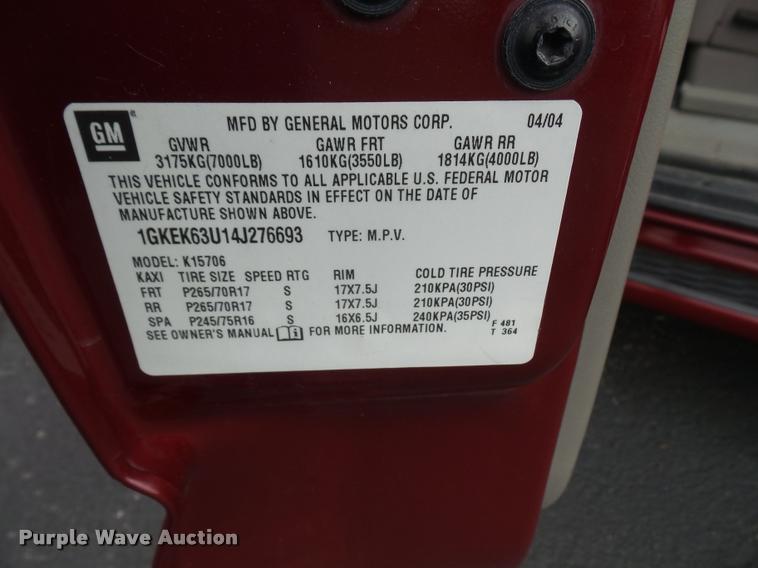 GM MFD BY GENERAL MOTORS CORP. 04/04
GVWR GAWR FRT GAWR RR
3175KG(7000LB) 1610KG(3550LB) 1814KG(4000LB)
THIS VEHICLE CONFORMS TO ALL APPLICABLE U.S. FEDERAL MOTOR
VEHICLE SAFETY STANDARDS IN EFFECT ON THE DATE OF
MANUFACTURE SHOWN ABOVE.
1GKEK63U14J276693 TYPE: M.P.V.
MODEL: K15706
KAXI TIRE SIZE SPEED RTG RIM COLD TIRE PRESSURE
FRT P265/70R17 S 17X7.5J 210KPA(30PSI)
RR P265/70R17 S 17X7.5J 210KPA(30PSI)
SPA P245/75R16 S 16X6.5J 240KPA(35PSI) F 481
SEE OWNER'S MANUAL FOR MORE INFORMATION. T 364
Purple Wave Auction